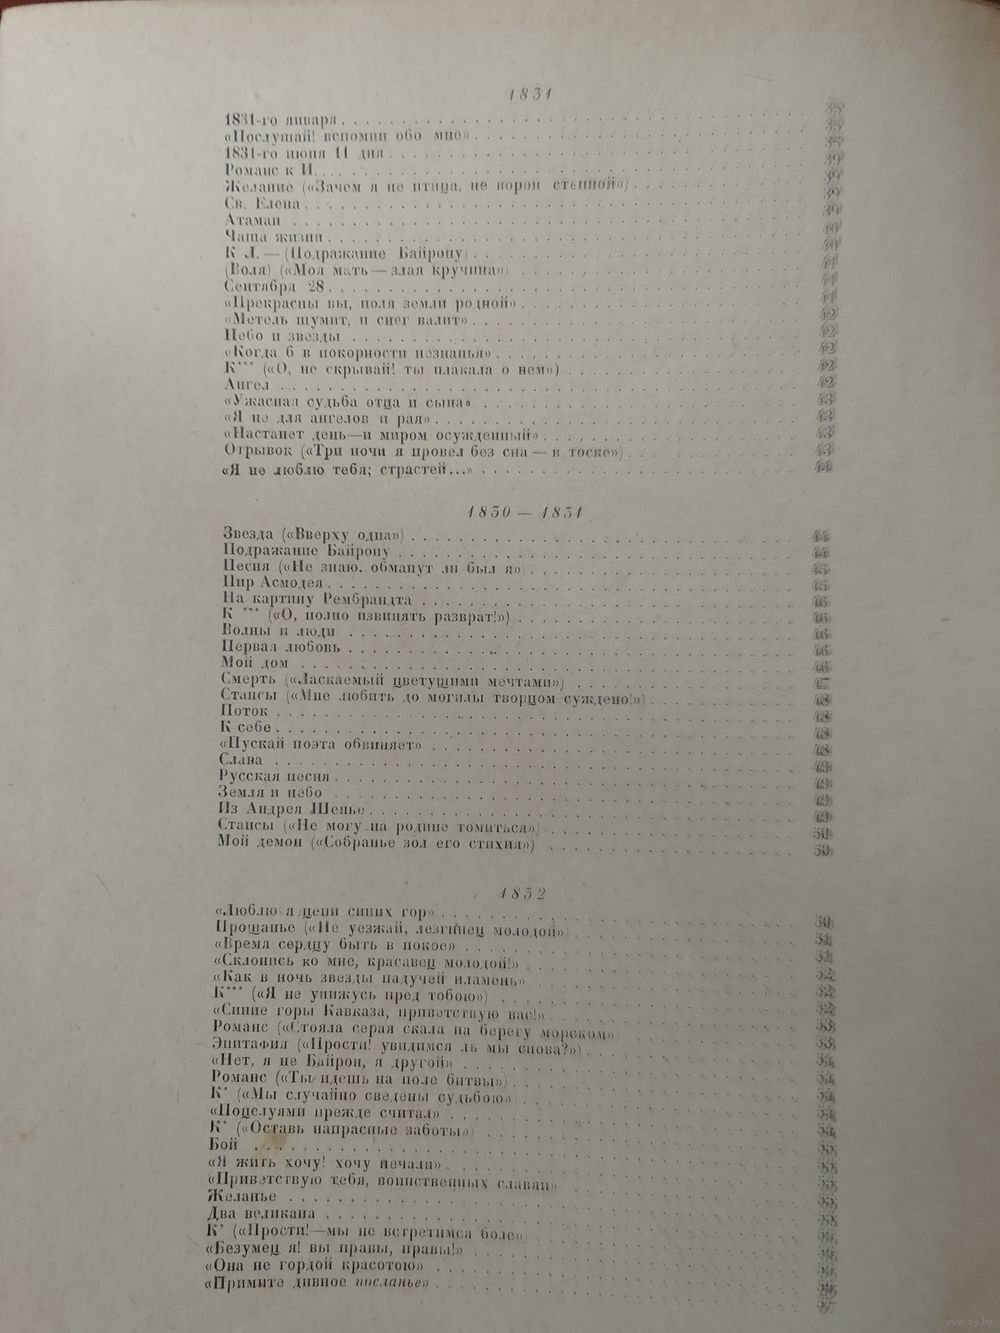 1831
1831-го января
«Послушай! вспомни обо мне»
1831-го июня 11 дня
Романс к И.
Желание («Зачем я не птица, не ворон степной»)
Св. Елена
Атаман
Чаша жизни
К Л.— (Подражание Байрону)
(Воля) («Моя мать—злая кручина»)
Сентября 28
«Прекрасны вы, поля земли родной»
«Метель шумит, и снег валит»
Небо и звезды
«Когда б в покорности незнанья»
К*** («О, не скрывай! ты плакала о нем»)
Ангел
«Ужасная судьба отца и сына»
«Я не для ангелов и рая»
«Настанет день—и миром осужденный»
Отрывок («Три ночи я провел без сна — в тоске»)
«Я не люблю тебя; страстей...»
1830 — 1831
Звезда («Вверху одна»)
Подражание Байрону
Песня («Не знаю, обманут ли был я»)
Пир Асмодея
На картину Рембрандта
К *** («О, полно извинять разврат!»)
Волны и люди
Первая любовь
Мой дом
Смерть («Ласкаемый цветущими мечтами»)
Стансы («Мне любить до могилы творцом суждено!»)
Поток
К себе
«Пускай поэта обвиняет»
Слава
Русская песня
Земля и небо
Из Андрея Шенье
Стансы («Не могу на родине томиться»)
Мой демон («Собранье зол его стихия»)
1832
«Люблю я цепи синих гор»
Прощанье («Не уезжай, лезгинец молодой»)
«Время сердцу быть в покое»
«Склонись ко мне, красавец молодой!»
«Как в ночь звезды падучей пламень»
К*** («Я не унижусь пред тобою»)
«Синие горы Кавказа, приветствую вас!»
Романс («Стояла серая скала на берегу морском»
Эпитафия («Прости! увидимся ль мы снова?»)
«Нет, я не Байрон, я другой»
Романс («Ты идешь на поле битвы»)
К* («Мы случайно сведены судьбою»
«Поцелуями прежде считал»
К* («Оставь напрасные заботы»)
Бой
«Я жить хочу! хочу печали»
«Приветствую тебя, воинственных славян»
Желанье
Два великана
К* («Прости!—мы не встретимся боле»
«Безумец я! вы правы, правы!»
«Она не гордой красотою»
«Примите дивное посланье»
www.ay.by